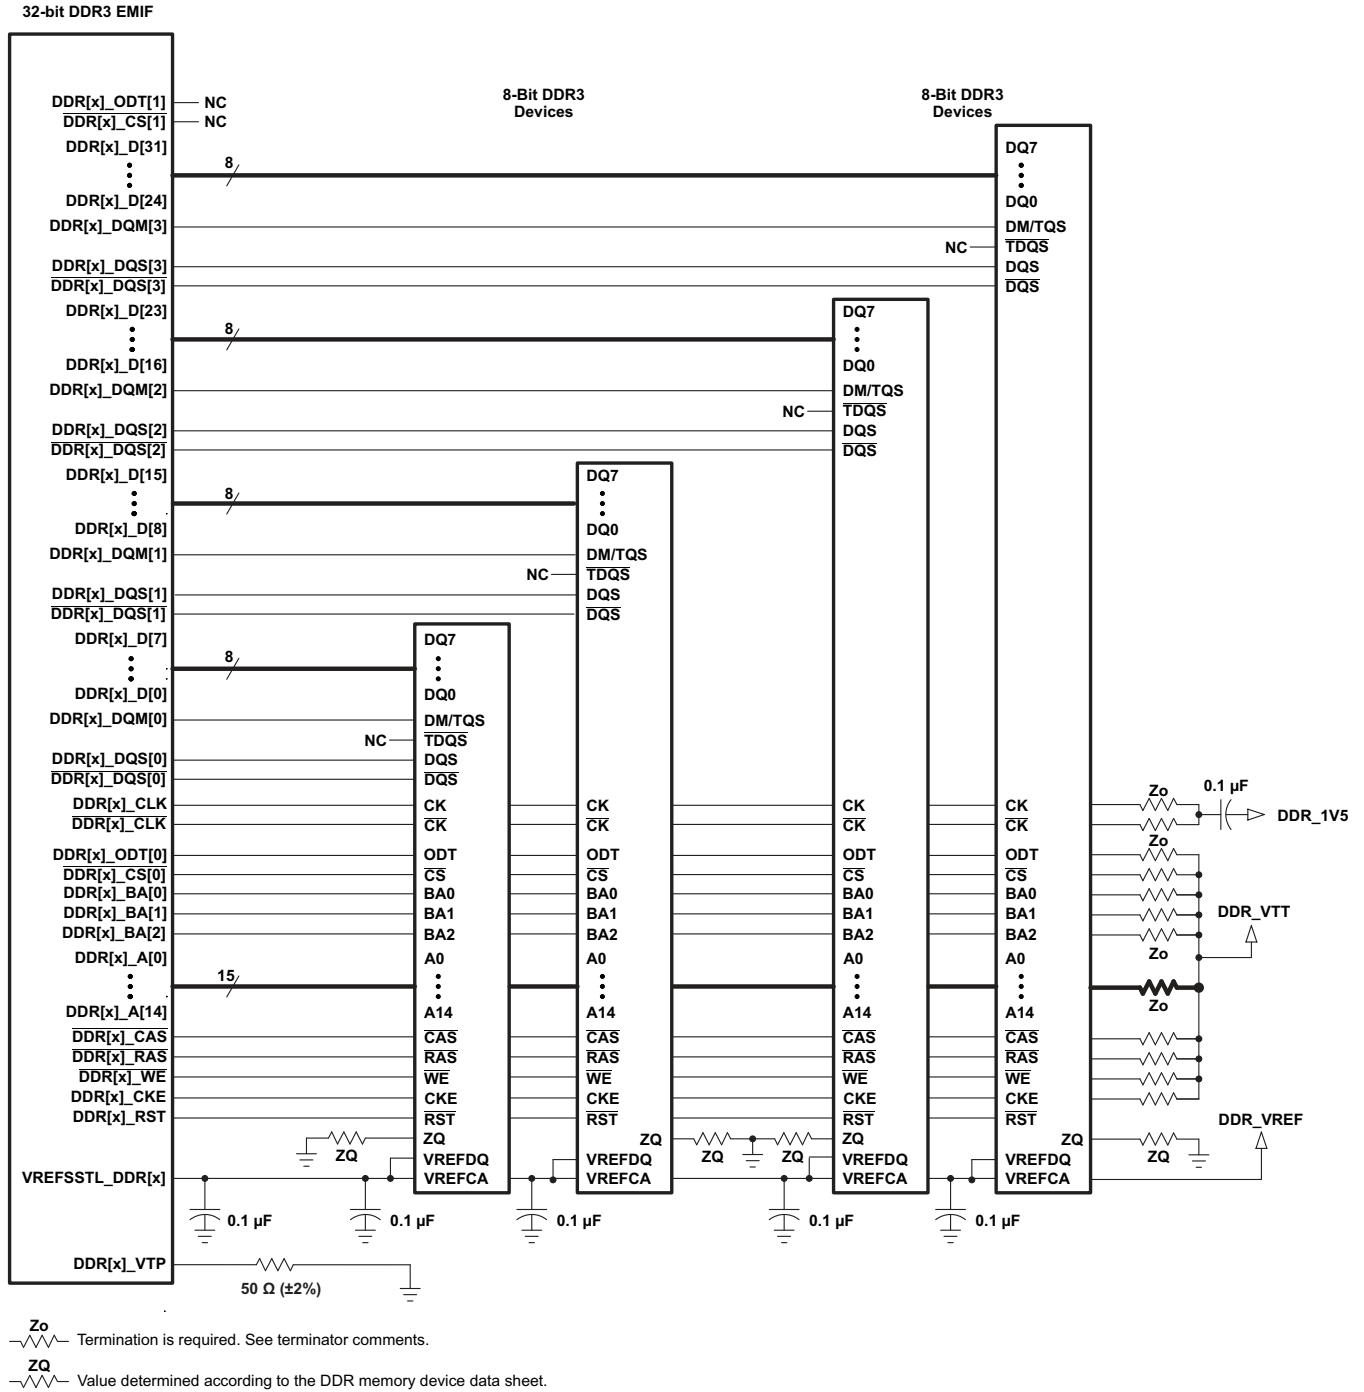 32-bit DDR3 EMIF
8-Bit DDR3
Devices
8-Bit DDR3
Devices
DDR[x]_ODT[1]
NC
DDR[x]_CS[1]
NC
DDR[x]_D[31]
8
DDR[x]_D[24]
DDR[x]_DQM[3]
DDR[x]_DQS[3]
DDR[x]_DQS[3]
DDR[x]_D[23]
8
DDR[x]_D[16]
DDR[x]_DQM[2]
DDR[x]_DQS[2]
DDR[x]_DQS[2]
DDR[x]_D[15]
8
DDR[x]_D[8]
DDR[x]_DQM[1]
DDR[x]_DQS[1]
DDR[x]_DQS[1]
DDR[x]_D[7]
8
DDR[x]_D[0]
DDR[x]_DQM[0]
DDR[x]_DQS[0]
DDR[x]_DQS[0]
DDR[x]_CLK
DDR[x]_CLK
DDR[x]_ODT[0]
DDR[x]_CS[0]
DDR[x]_BA[0]
DDR[x]_BA[1]
DDR[x]_BA[2]
DDR[x]_A[0]
15
DDR[x]_A[14]
DDR[x]_CAS
DDR[x]_RAS
DDR[x]_WE
DDR[x]_CKE
DDR[x]_RST
VREFSSTL_DDR[x]
DDR[x]_VTP
NC
DQ7
DQ0
DM/TQS
TDQS
DQS
DQS
CK
CK
ODT
CS
BA0
BA1
BA2
A0
A14
CAS
RAS
WE
CKE
RST
ZQ
VREFDQ
VREFCA
ZQ
NC
DQ7
DQ0
DM/TQS
TDQS
DQS
DQS
CK
CK
ODT
CS
BA0
BA1
BA2
A0
A14
CAS
RAS
WE
CKE
RST
ZQ
VREFDQ
VREFCA
ZQ
ZQ
NC
DQ7
DQ0
DM/TQS
TDQS
DQS
DQS
CK
CK
ODT
CS
BA0
BA1
BA2
A0
A14
CAS
RAS
WE
CKE
RST
ZQ
VREFDQ
VREFCA
NC
DQ7
DQ0
DM/TQS
TDQS
DQS
DQS
CK
CK
ODT
CS
BA0
BA1
BA2
A0
A14
CAS
RAS
WE
CKE
RST
ZQ
VREFDQ
VREFCA
Zo
0.1 µF
DDR_1V5
Zo
DDR_VTT
Zo
Zo
DDR_VREF
ZQ
0.1 µF
0.1 µF
0.1 µF
0.1 µF
0.1 µF
50 Ω (±2%)
Zo
Termination is required. See terminator comments.
ZQ
Value determined according to the DDR memory device data sheet.